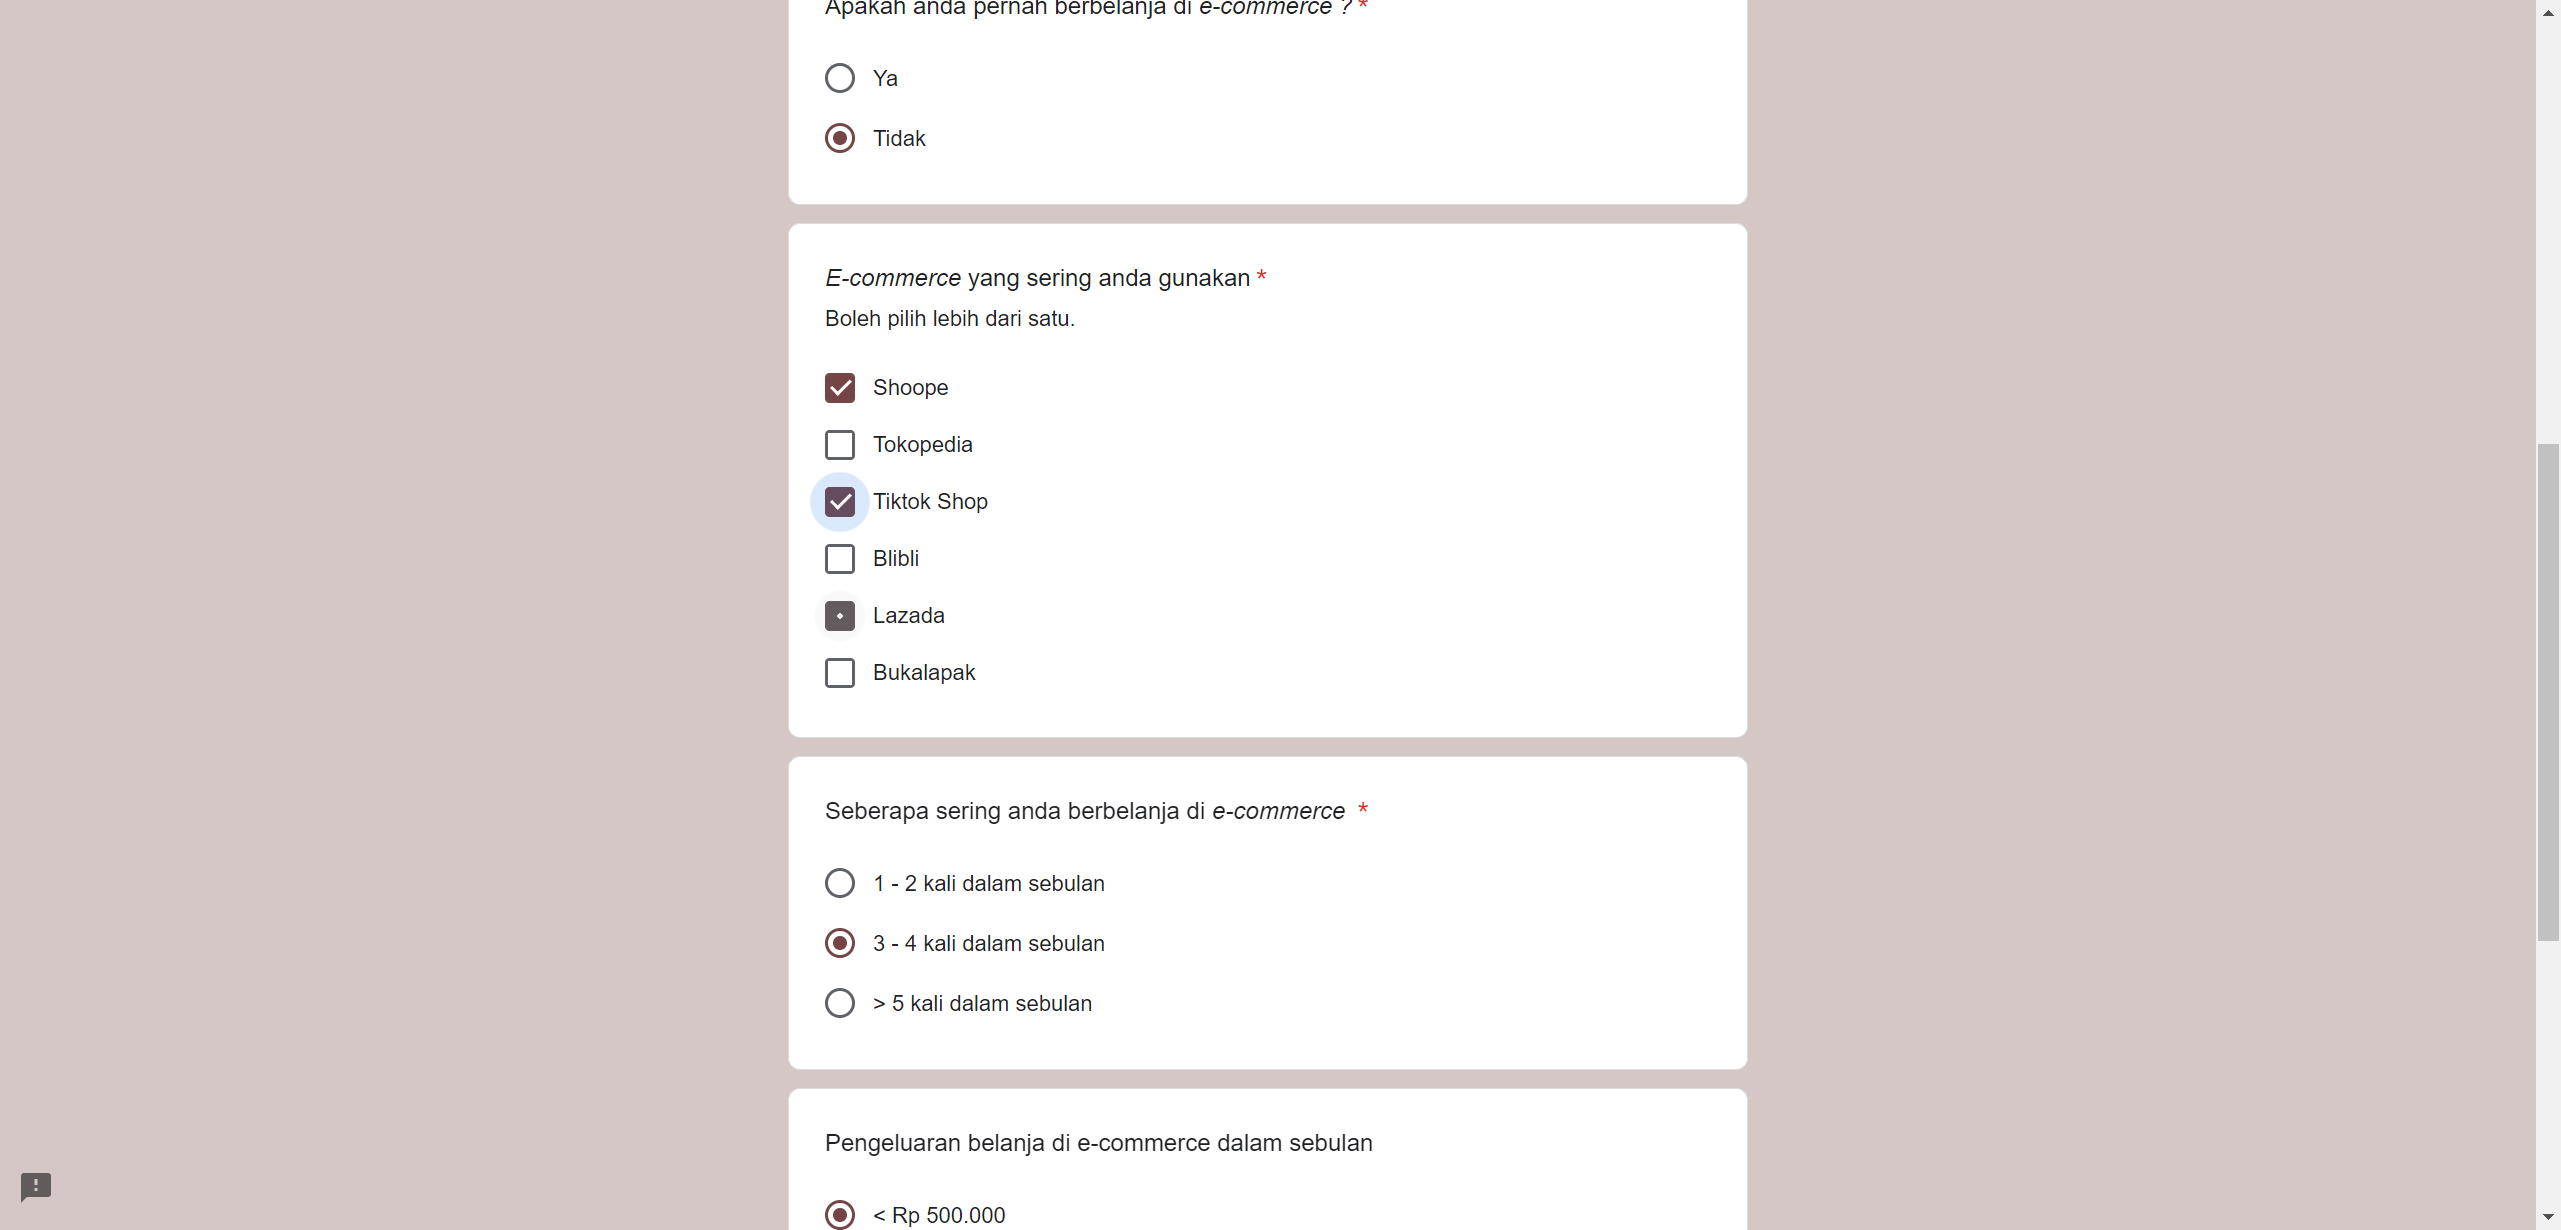 Apakah anda pernah berbelanja di e-commerce ? *
Ya
Tidak
E-commerce yang sering anda gunakan *
Boleh pilih lebih dari satu.
Shoope
Tokopedia
Tiktok Shop
Blibli
Lazada
Bukalapak
Seberapa sering anda berbelanja di e-commerce *
1 - 2 kali dalam sebulan
3 - 4 kali dalam sebulan
> 5 kali dalam sebulan
Pengeluaran belanja di e-commerce dalam sebulan
< Rp 500.000